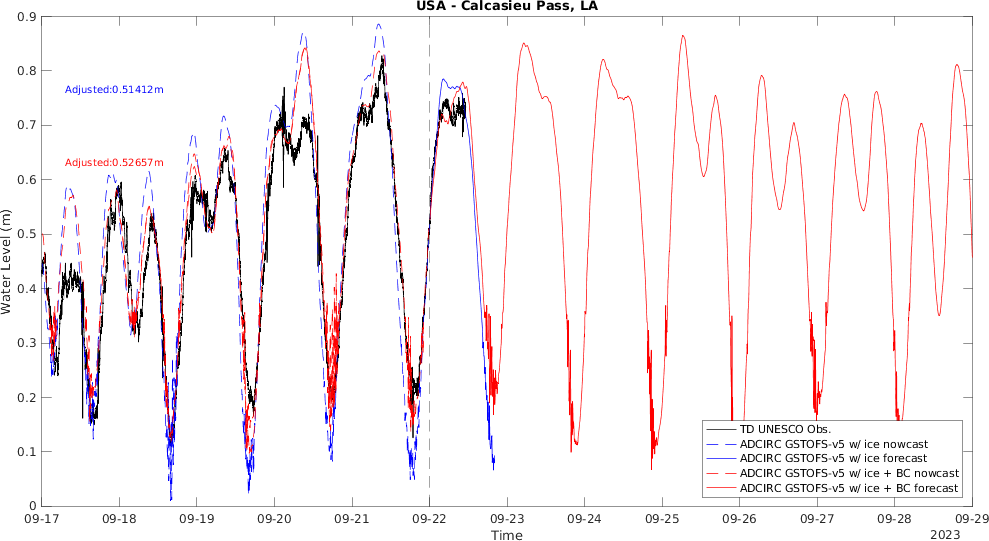 USA - Calcasieu Pass, LA
0.9
0.8
0.7
0.6
0.5
0.4
0.3
0.2
0.1
0
Water Level (m)
Adjusted:0.51412m
Adjusted:0.52657m
TD UNESCO Obs.
ADCIRC GSTOFS-v5 w/ ice nowcast
ADCIRC GSTOFS-v5 w/ ice forecast
ADCIRC GSTOFS-v5 w/ ice + BC nowcast
ADCIRC GSTOFS-v5 w/ ice + BC forecast
09-17 09-18 09-19 09-20 09-21 09-22 09-23 09-24 09-25 09-26 09-27 09-28 09-29
Time
2023